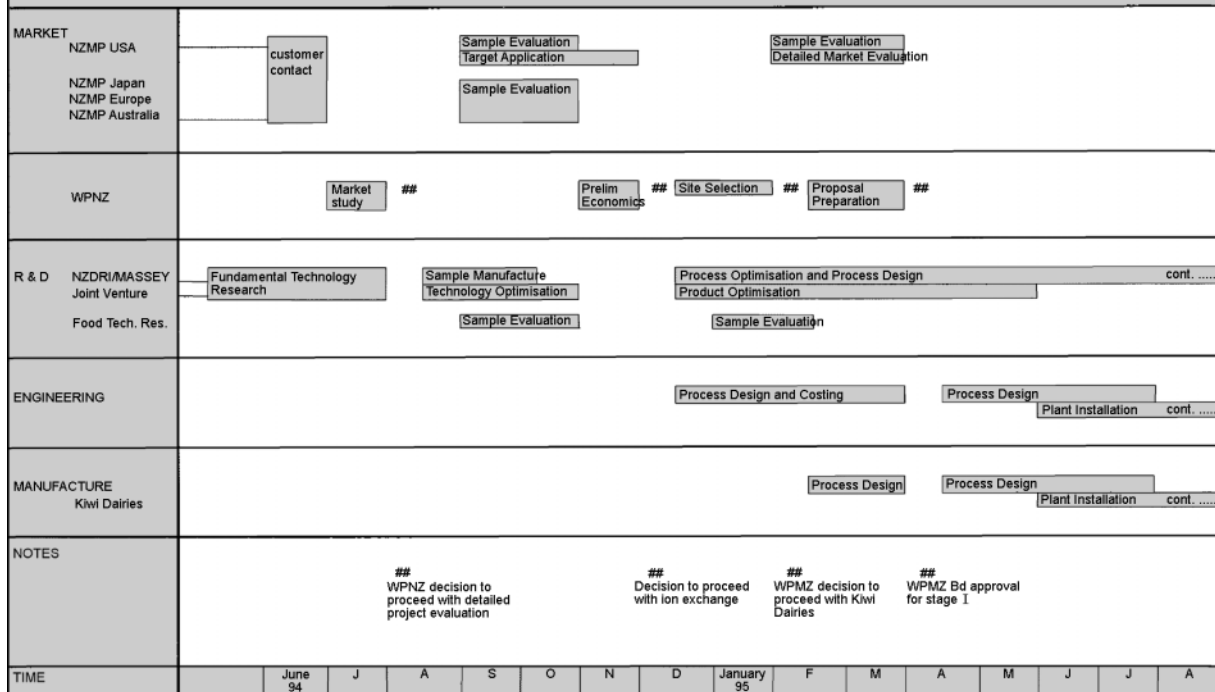 MARKET
NZMP USA
NZMP Japan
NZMP Europe
NZMP Australia
customer
contact
Sample Evaluation
Target Application
Sample Evaluation
Sample Evaluation
Detailed Market Evaluation
WPNZ
Market
study
##
Prelim
Economics
##
Site Selection
##
Proposal
Preparation
##
R & D NZDRI/MASSEY
Joint Venture
Food Tech. Res.
Fundamental Technology
Research
Sample Manufacture
Technology Optimisation
Sample Evaluation
Process Optimisation and Process Design cont. .....
Product Optimisation
Sample Evaluation
ENGINEERING
Process Design and Costing
Process Design
Plant Installation cont. .....
MANUFACTURE
Kiwi Dairies
Process Design
Process Design
Plant Installation cont. .....
NOTES
##
WPNZ decision to
proceed with detailed
project evaluation
##
Decision to proceed
with ion exchange
##
WPMZ decision to
proceed with Kiwi
Dairies
##
WPMZ Bd approval
for stage I
TIME
June
94
J
A
S
O
N
D
January
95
F
M
A
M
J
J
A